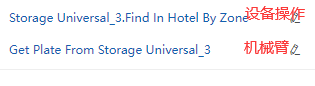 Storage Universal_3.Find In Hotel By Zone 设备操作
Get Plate From Storage Universal_3 机械臂